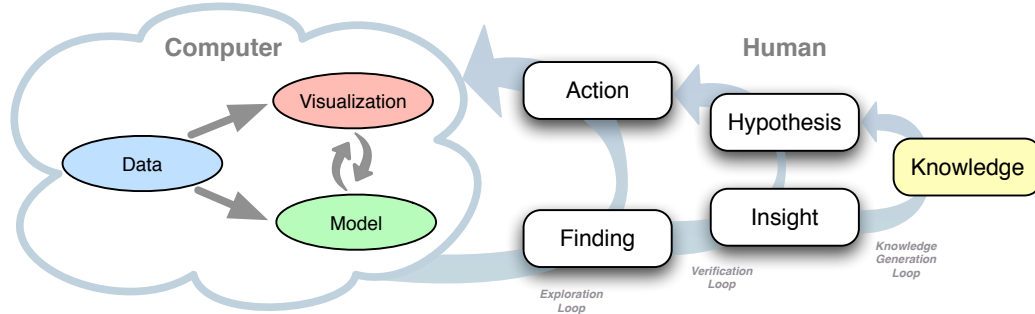 Computer
Human
Visualization
Data
Model
Action
Hypothesis
Knowledge
Finding
Insight
Exploration
Loop
Verification
Loop
Knowledge
Generation
Loop